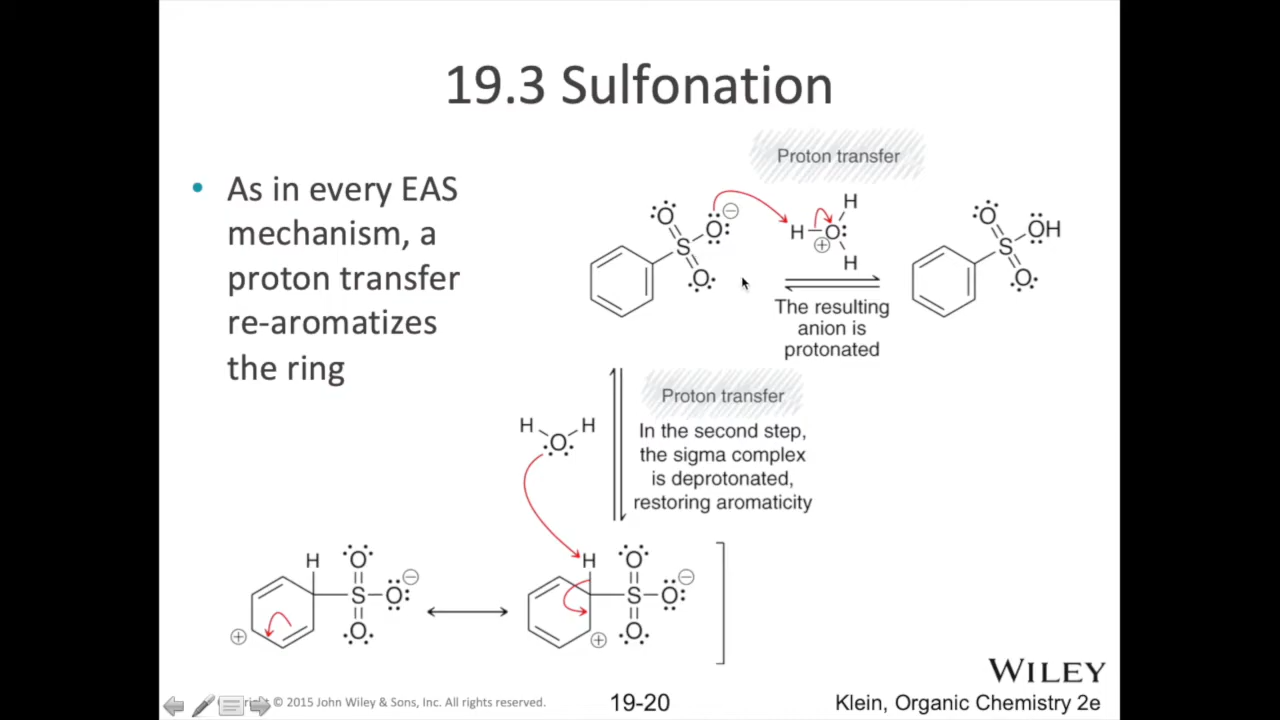 19.3 Sulfonation
• As in every EAS
mechanism, a
proton transfer
re-aromatizes
the ring
Proton transfer
O
O
⊖
S
O
H
H
O
⊕
H
O
OH
S
O
The resulting
anion is
protonated
Proton transfer
In the second step,
the sigma complex
is deprotonated,
restoring aromaticity
H H
O
H O
S O ⊖
O
⊕
H O
S O ⊖
O
⊕
WILEY
© 2015 John Wiley & Sons, Inc. All rights reserved.
19-20
Klein, Organic Chemistry 2e